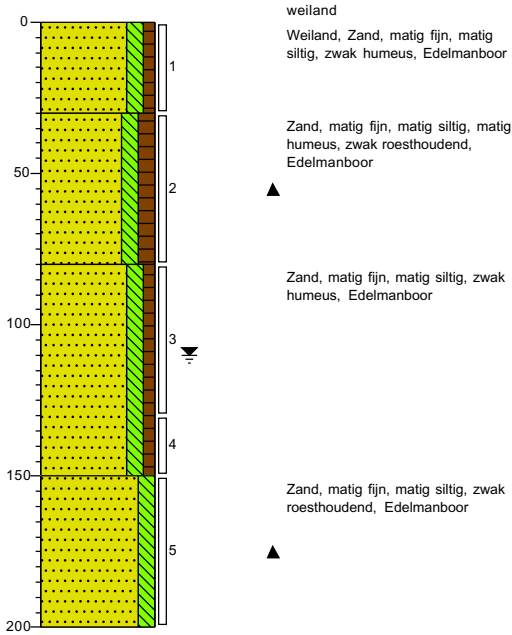 weiland
0
Weiland, Zand, matig fijn, matig
siltig, zwak humeus, Edelmanboor
1
Zand, matig fijn, matig siltig, matig
humeus, zwak roesthoudend,
Edelmanboor
50
2
Zand, matig fijn, matig siltig, zwak
humeus, Edelmanboor
100
3
4
150
Zand, matig fijn, matig siltig, zwak
roesthoudend, Edelmanboor
5
200